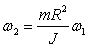 ω₂ = mR²/J ω₁